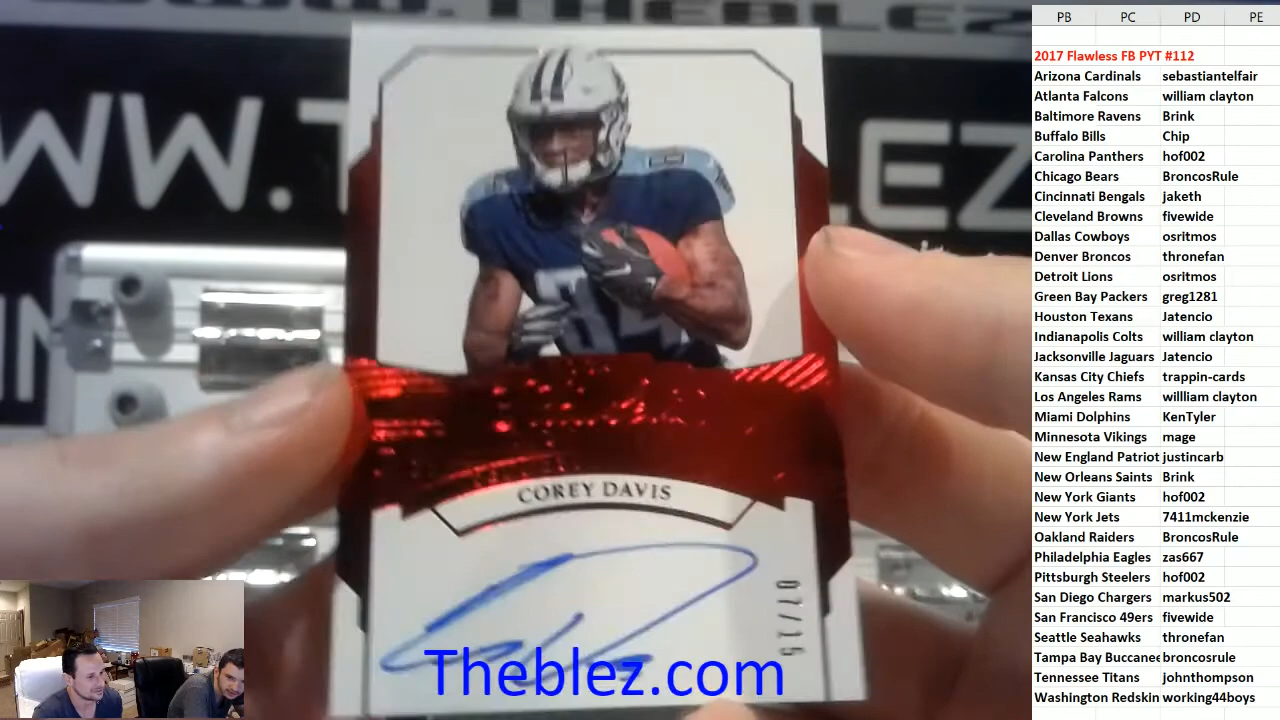 PB PC PD PE
2017 Flawless FB PYT #112
Arizona Cardinals sebastiantelfair
Atlanta Falcons william clayton
Baltimore Ravens Brink
Buffalo Bills Chip
Carolina Panthers hof002
Chicago Bears BroncosRule
Cincinnati Bengals jaketh
Cleveland Browns fivewide
Dallas Cowboys osritmos
Denver Broncos thronefan
Detroit Lions osritmos
Green Bay Packers greg1281
Houston Texans Jatencio
Indianapolis Colts william clayton
Jacksonville Jaguars Jatencio
Kansas City Chiefs trappin-cards
Los Angeles Rams willliam clayton
Miami Dolphins KenTyler
Minnesota Vikings mage
New England Patriot justincarb
New Orleans Saints Brink
New York Giants hof002
New York Jets 7411mckenzie
Oakland Raiders BroncosRule
Philadelphia Eagles zas667
Pittsburgh Steelers hof002
San Diego Chargers markus502
San Francisco 49ers fivewide
Seattle Seahawks thronefan
Tampa Bay Buccanee broncosrule
Tennessee Titans johnthompson
Washington Redskin working44boys
WWW.T LEZ
COREY DAVIS
07/15
Theblez.com